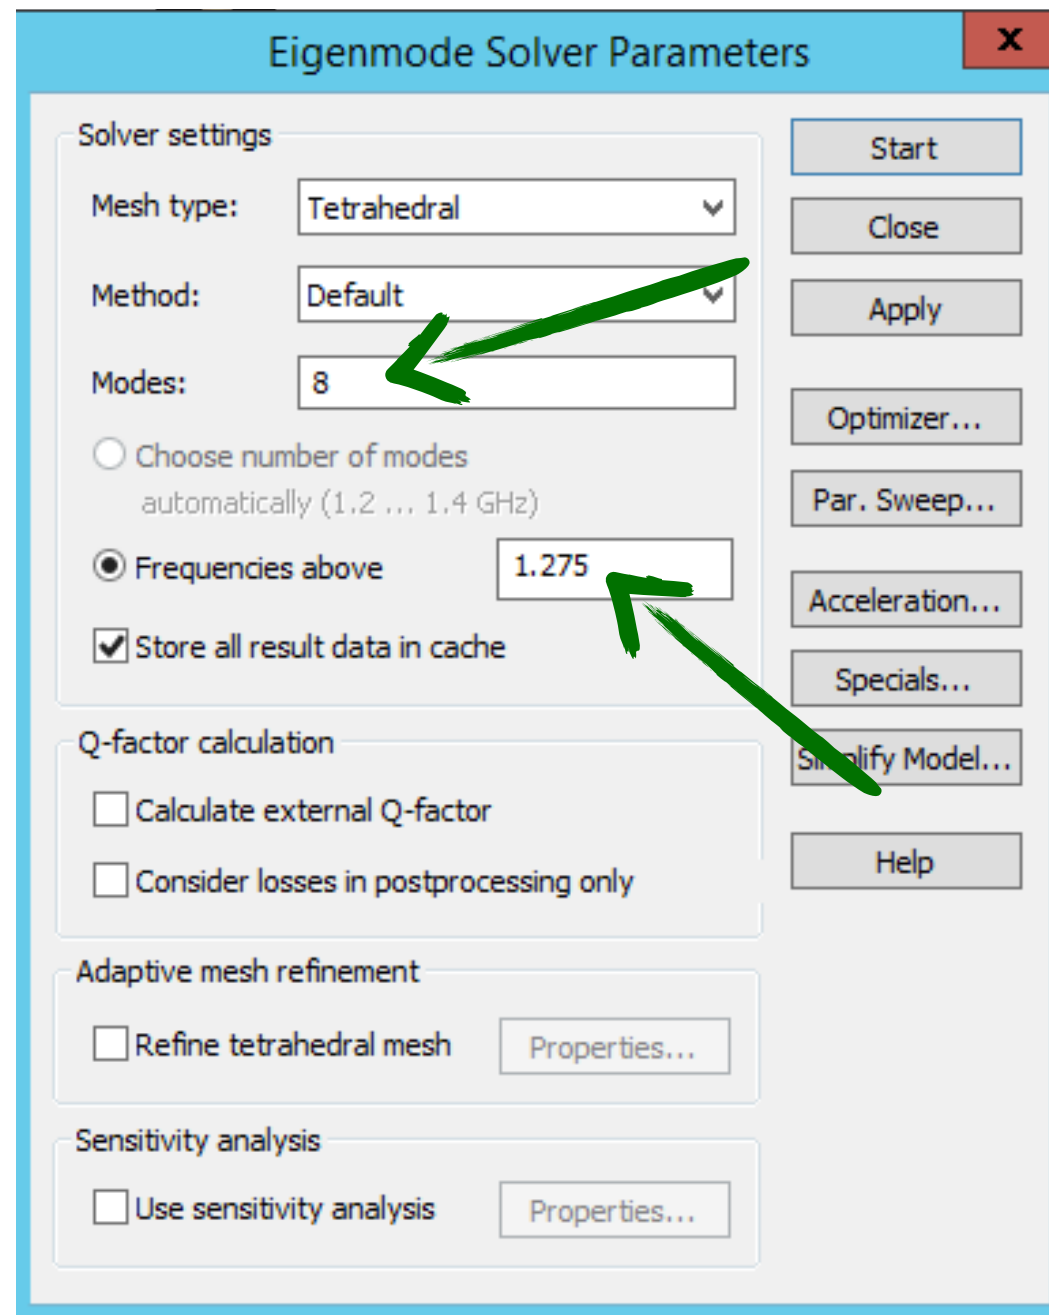 Eigenmode Solver Parameters
x
Solver settings
Mesh type: Tetrahedral
Method: Default
Modes: 8
Choose number of modes
automatically (1.2 ... 1.4 GHz)
Frequencies above 1.275
Store all result data in cache
Q-factor calculation
Calculate external Q-factor
Consider losses in postprocessing only
Adaptive mesh refinement
Refine tetrahedral mesh Properties...
Sensitivity analysis
Use sensitivity analysis Properties...
Start
Close
Apply
Optimizer...
Par. Sweep...
Acceleration...
Specials...
Simplify Model...
Help